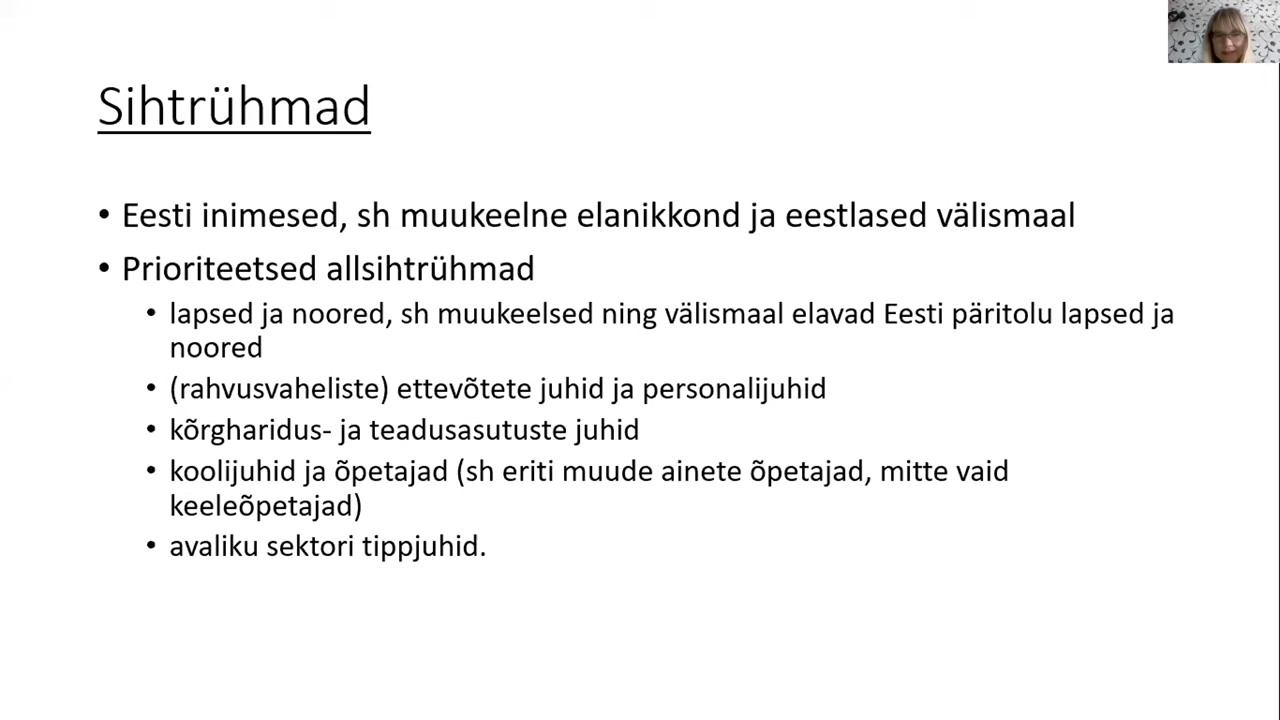 Sihtrühmad
• Eesti inimesed, sh muukeelne elanikkond ja eestlased välismaal
• Prioriteetsed allsihtrühmad
• lapsed ja noored, sh muukeelsed ning välismaal elavad Eesti päritolu lapsed ja
noored
• (rahvusvaheliste) ettevõtete juhid ja personalijuhid
• kõrgharidus- ja teadusasutuste juhid
• koolijuhid ja õpetajad (sh eriti muude ainete õpetajad, mitte vaid
keeleõpetajad)
• avaliku sektori tippjuhid.